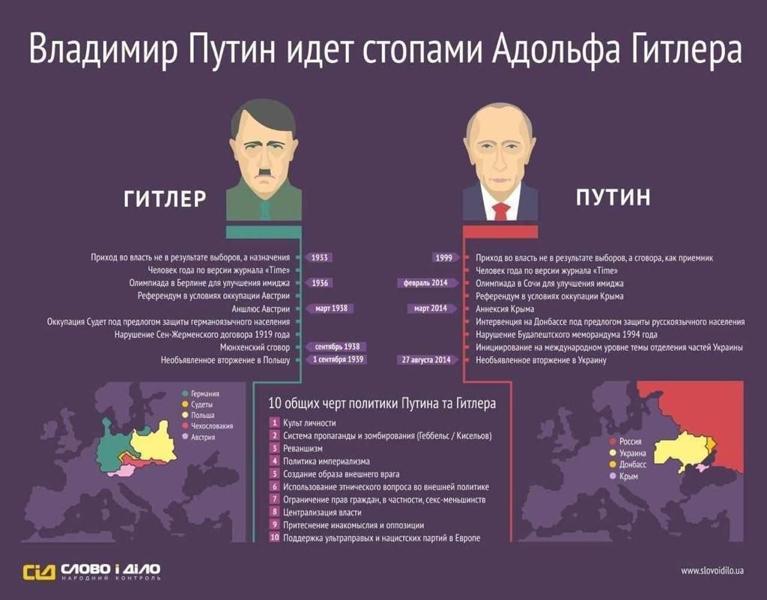 Владимир Путин идет стопами Адольфа Гитлера
ГИТЛЕР
ПУТИН
Приход во власть не в результате выборов, а назначения
1933
1999
Приход во власть не в результате выборов, а сговора, как приемник
Человек года по версии журнала «Time»
Человек года по версии журнала «Time»
Олимпиада в Берлине для улучшения имиджа
1936
февраль 2014
Олимпиада в Сочи для улучшения имиджа
Референдум в условиях оккупации Австрии
Референдум в условиях оккупации Крыма
Аншлюс Австрии
март 1938
март 2014
Аннексия Крыма
Оккупация Судет под предлогом защиты германоязычного населения
Интервенция на Донбассе под предлогом защиты русскоязычного населения
Нарушение Сен-Жерменского договора 1919 года
Нарушение Будапештского меморандума 1994 года
Мюнхенский сговор
сентябрь 1938
Инициирование на международном уровне темы отделения частей Украины
Необъявленное вторжение в Польшу
1 сентября 1939
27 августа 2014
Необъявленное вторжение в Украину
Германия
Судеты
Польша
Чехословакия
Австрия
10 общих черт политики Путина та Гитлера
1 Культ личности
2 Система пропаганды и зомбирования (Геббельс / Кисельов)
3 Реваншизм
4 Политика империализма
5 Создание образа внешнего врага
6 Использование этнического вопроса во внешней политике
7 Ограничение прав граждан, в частности, секс-меньшинств
8 Централизация власти
9 Притеснение инакомыслия и оппозиции
10 Поддержка ультраправых и нацистских партий в Европе
Россия
Украина
Донбасс
Крым
СІД СЛОВО і ДІЛО
НАРОДНИЙ КОНТРОЛЬ
www.slovoidilo.ua